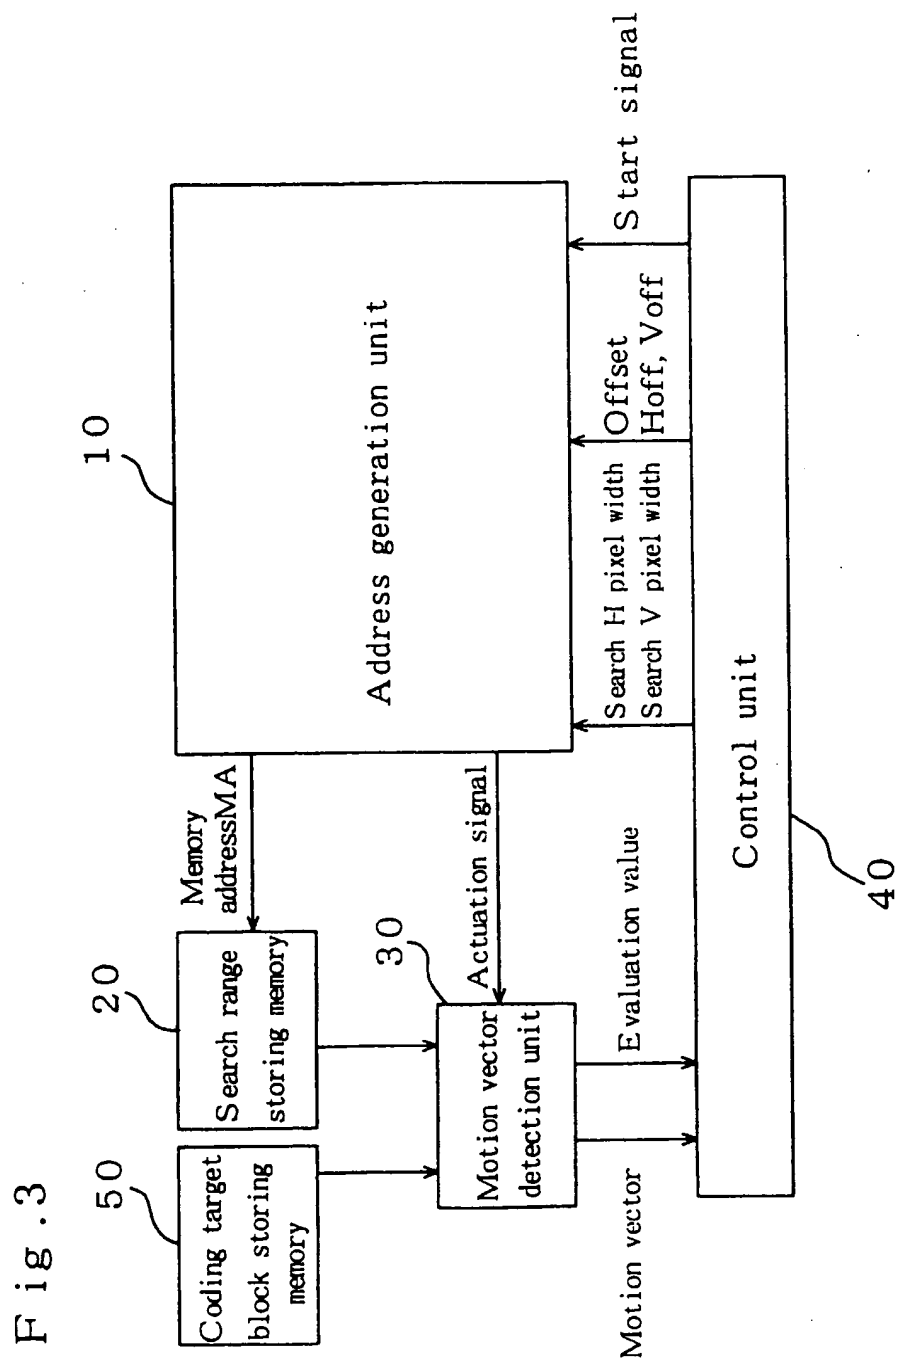 Fig.3
50
Coding target
block storing
memory
20
Search range
storing memory
Memory
addressMA
10
Address generation unit
30
Motion vector
detection unit
Actuation signal
Motion vector
Evaluation value
Search H pixel width
Search V pixel width
Offset
Hoff, Voff
Start signal
Control unit
40